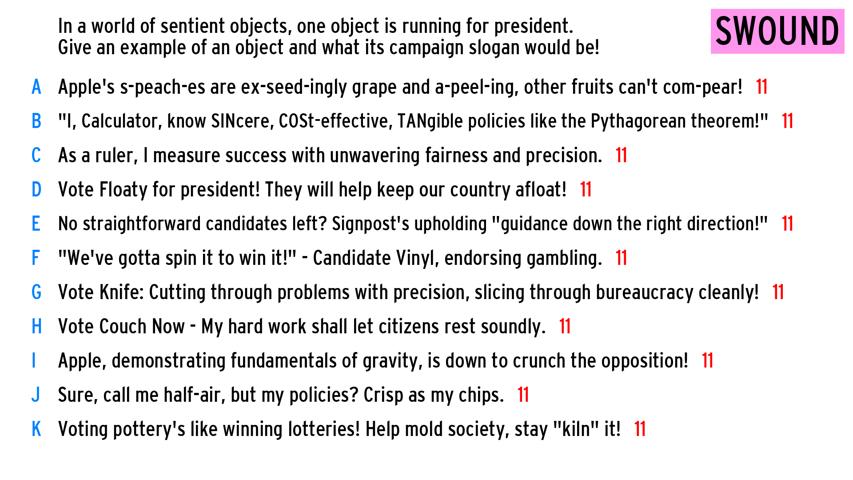 In a world of sentient objects, one object is running for president.
Give an example of an object and what its campaign slogan would be!
SWOUND
A Apple's s-peach-es are ex-seed-ingly grape and a-peel-ing, other fruits can't com-pear! 11
B "I, Calculator, know SINcere, COSt-effective, TANgible policies like the Pythagorean theorem!" 11
C As a ruler, I measure success with unwavering fairness and precision. 11
D Vote Floaty for president! They will help keep our country afloat! 11
E No straightforward candidates left? Signpost's upholding "guidance down the right direction!" 11
F "We've gotta spin it to win it!" - Candidate Vinyl, endorsing gambling. 11
G Vote Knife: Cutting through problems with precision, slicing through bureaucracy cleanly! 11
H Vote Couch Now - My hard work shall let citizens rest soundly. 11
I Apple, demonstrating fundamentals of gravity, is down to crunch the opposition! 11
J Sure, call me half-air, but my policies? Crisp as my chips. 11
K Voting pottery's like winning lotteries! Help mold society, stay "kiln" it! 11